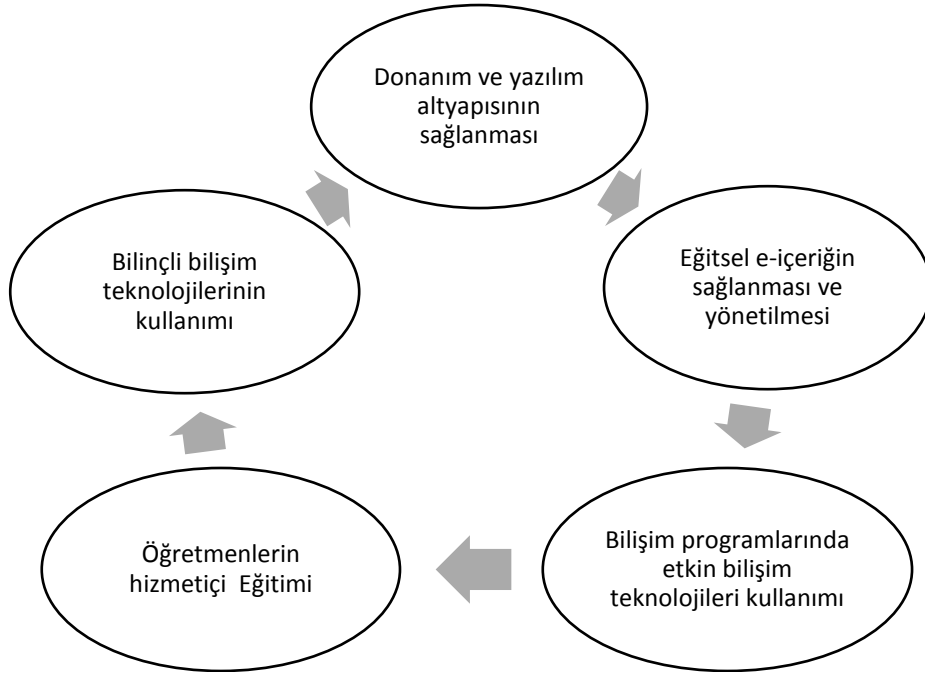 Donanım ve yazılım
altyapısının
sağlanması
Eğitsel e-içeriğin
sağlanması ve
yönetilmesi
Bilişim programlarında
etkin bilişim
teknolojileri kullanımı
Öğretmenlerin
hizmetiçi Eğitimi
Bilinçli bilişim
teknolojilerinin
kullanımı